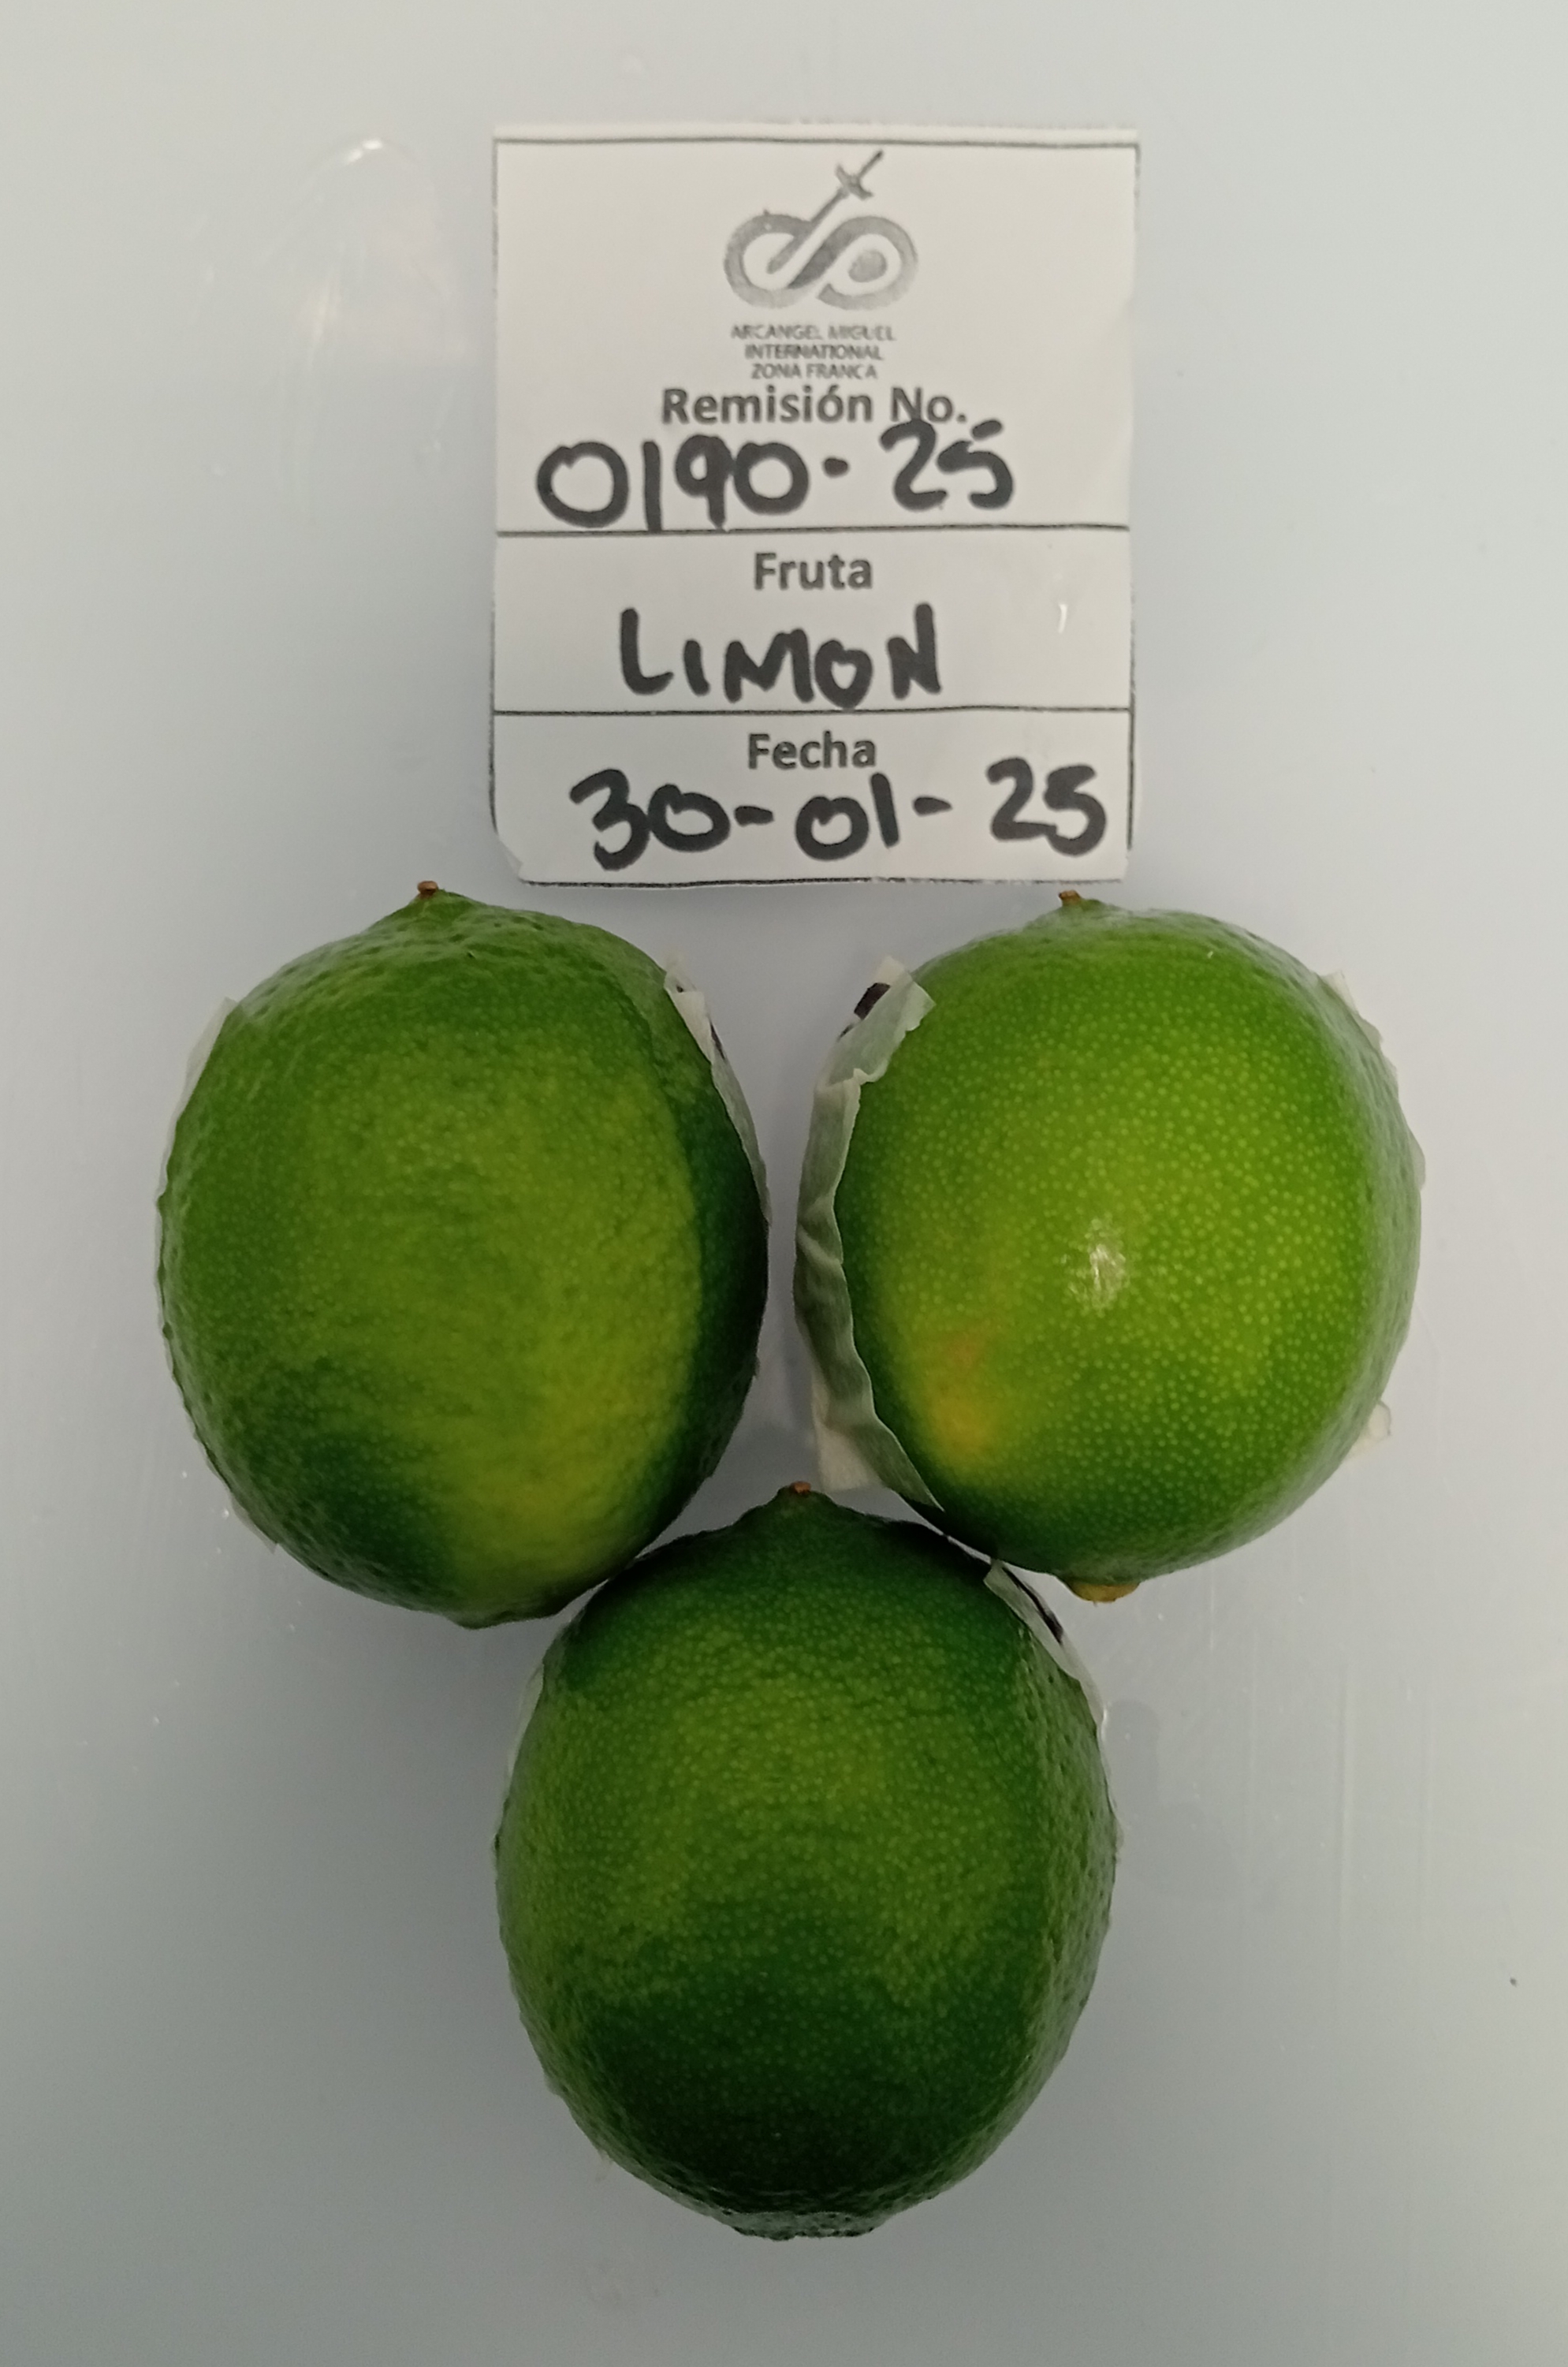 ARCANGEL MIGUEL
INTERNATIONAL
ZONA FRANCA
Remisión No.
0190-25
Fruta
LIMON
Fecha
30-01-25